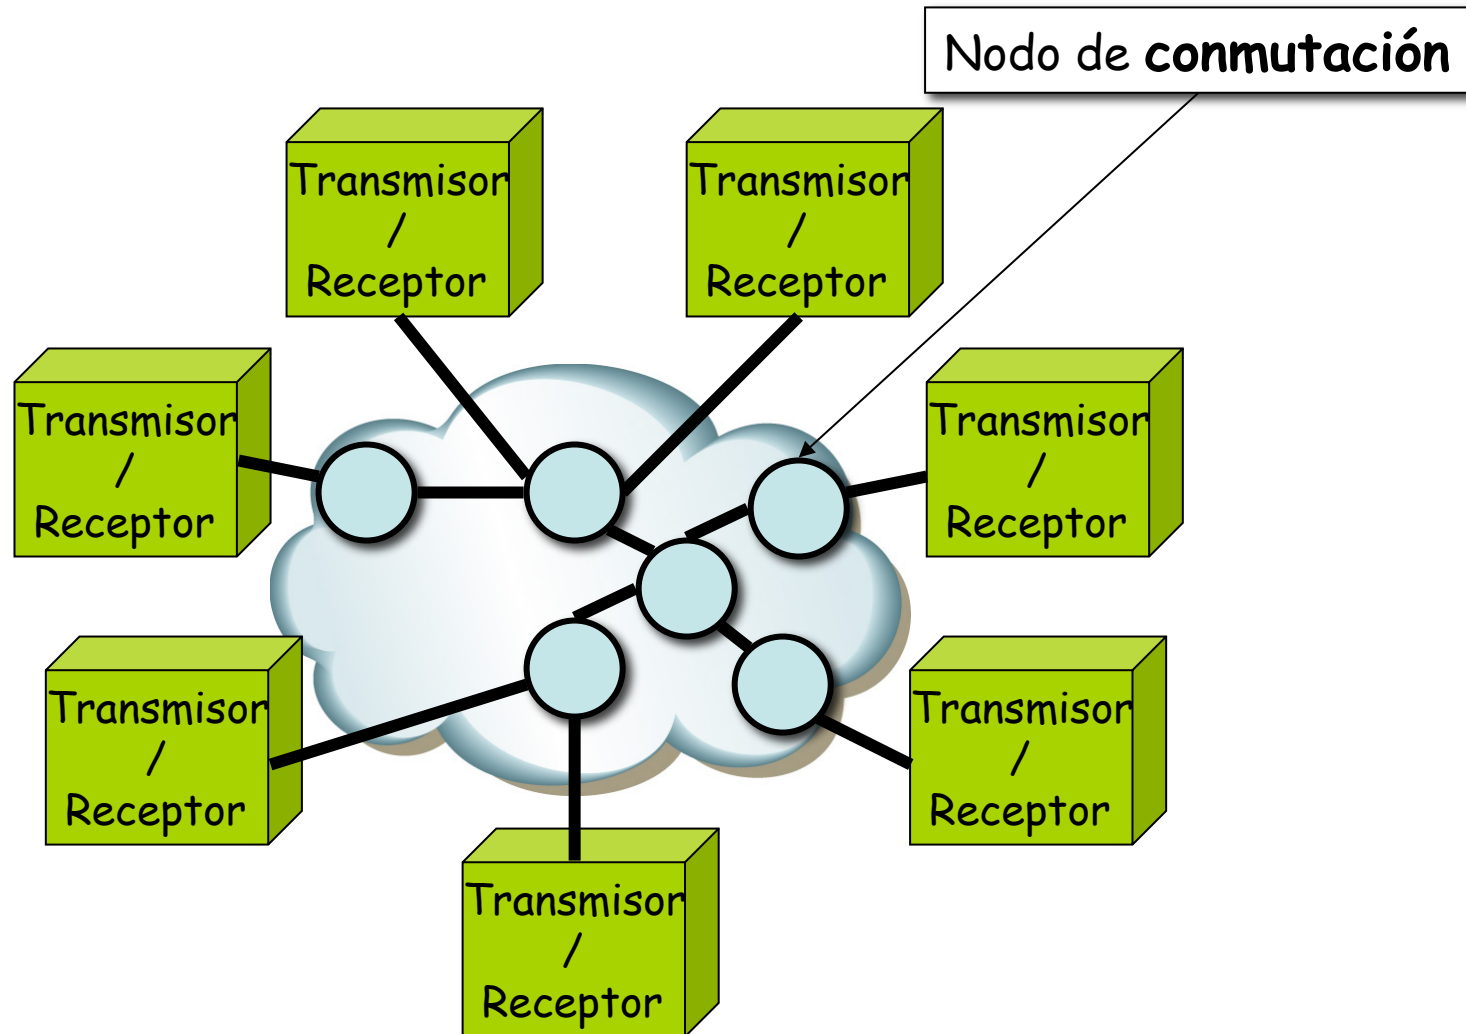 Nodo de conmutación
Transmisor
/
Receptor
Transmisor
/
Receptor
Transmisor
/
Receptor
Transmisor
/
Receptor
Transmisor
/
Receptor
Transmisor
/
Receptor
Transmisor
/
Receptor